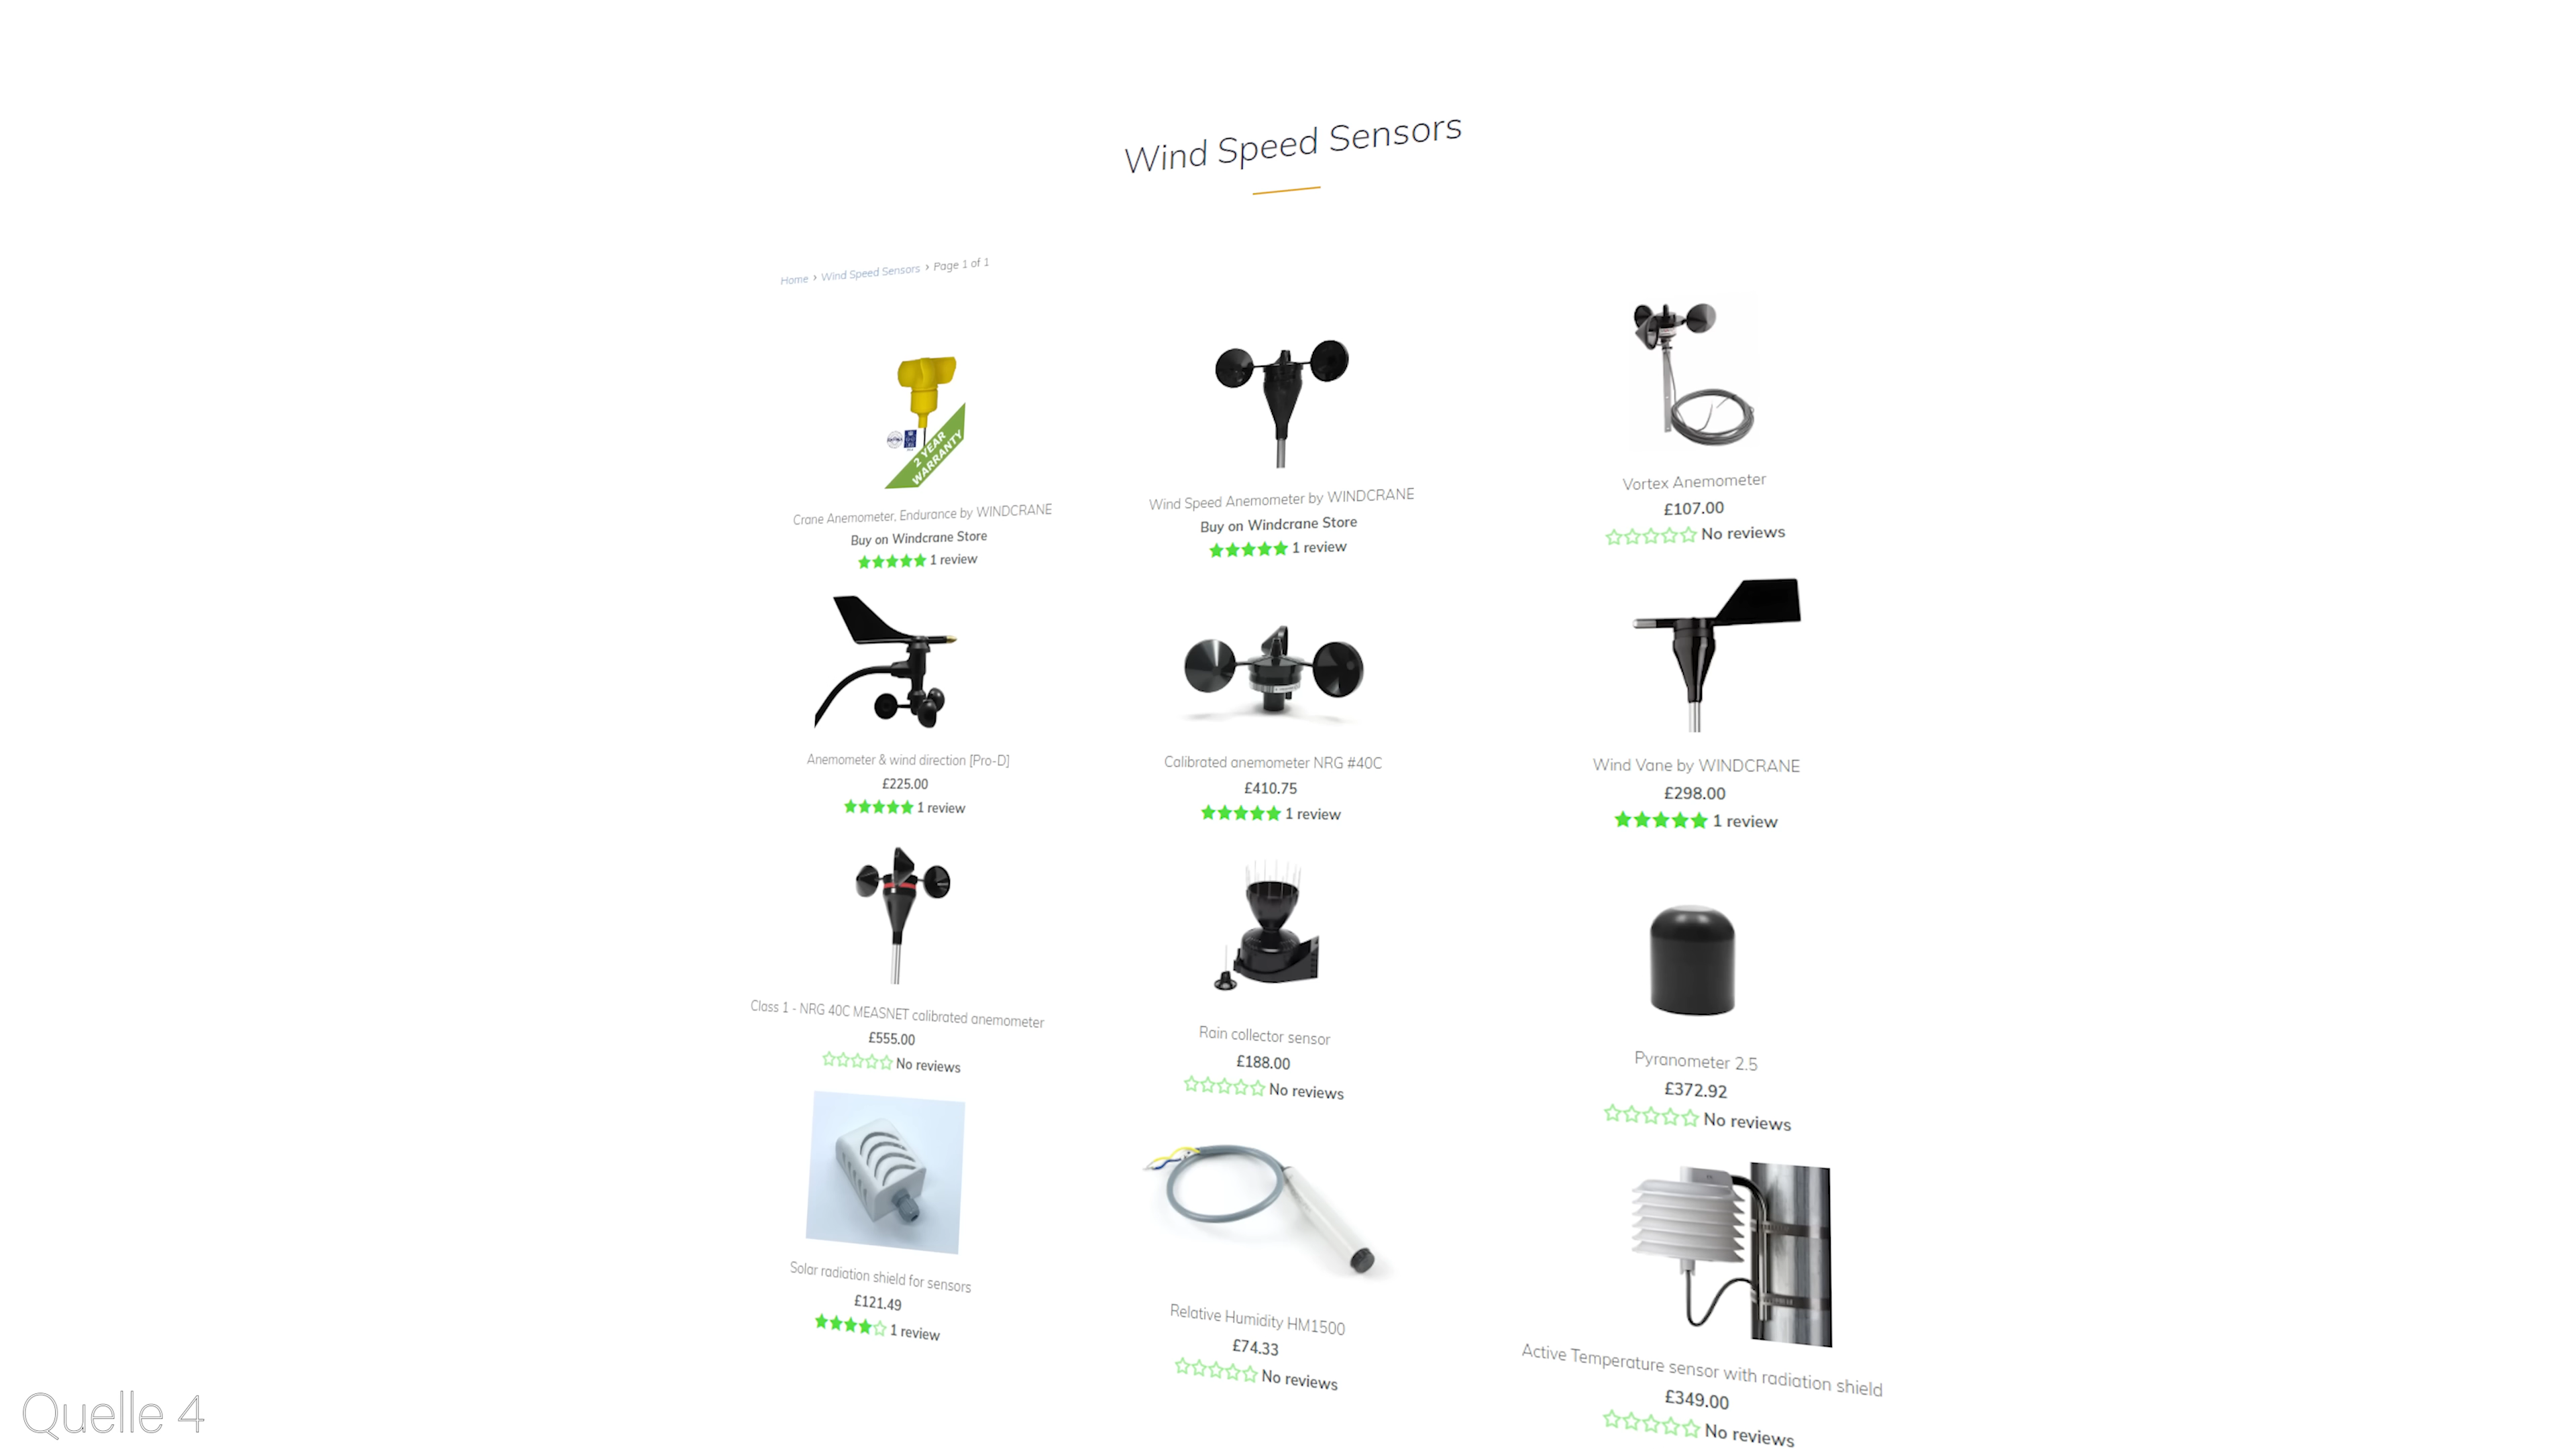 Wind Speed Sensors
Home › Wind Speed Sensors › Page 1 of 1
2 YEAR
WARRANTY
Crane Anemometer, Endurance by WINDCRANE
Buy on Windcrane Store
1 review
Wind Speed Anemometer by WINDCRANE
Buy on Windcrane Store
1 review
Vortex Anemometer
£107.00
No reviews
Anemometer & wind direction [Pro-D]
£225.00
1 review
Calibrated anemometer NRG #40C
£410.75
1 review
Wind Vane by WINDCRANE
£298.00
1 review
Class 1 - NRG 40C MEASNET calibrated anemometer
£555.00
No reviews
Rain collector sensor
£188.00
No reviews
Pyranometer 2.5
£372.92
No reviews
Solar radiation shield for sensors
£121.49
1 review
Relative Humidity HM1500
£74.33
No reviews
Active Temperature sensor with radiation shield
£349.00
No reviews
Quelle 4